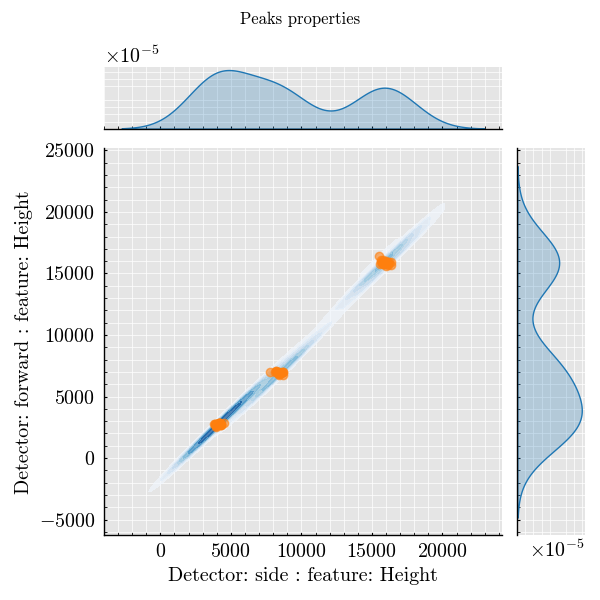 Peaks properties
×10⁻⁵
25000
20000
15000
10000
5000
0
−5000
Detector: forward : feature: Height
0 5000 10000 15000 20000
×10⁻⁵
Detector: side : feature: Height